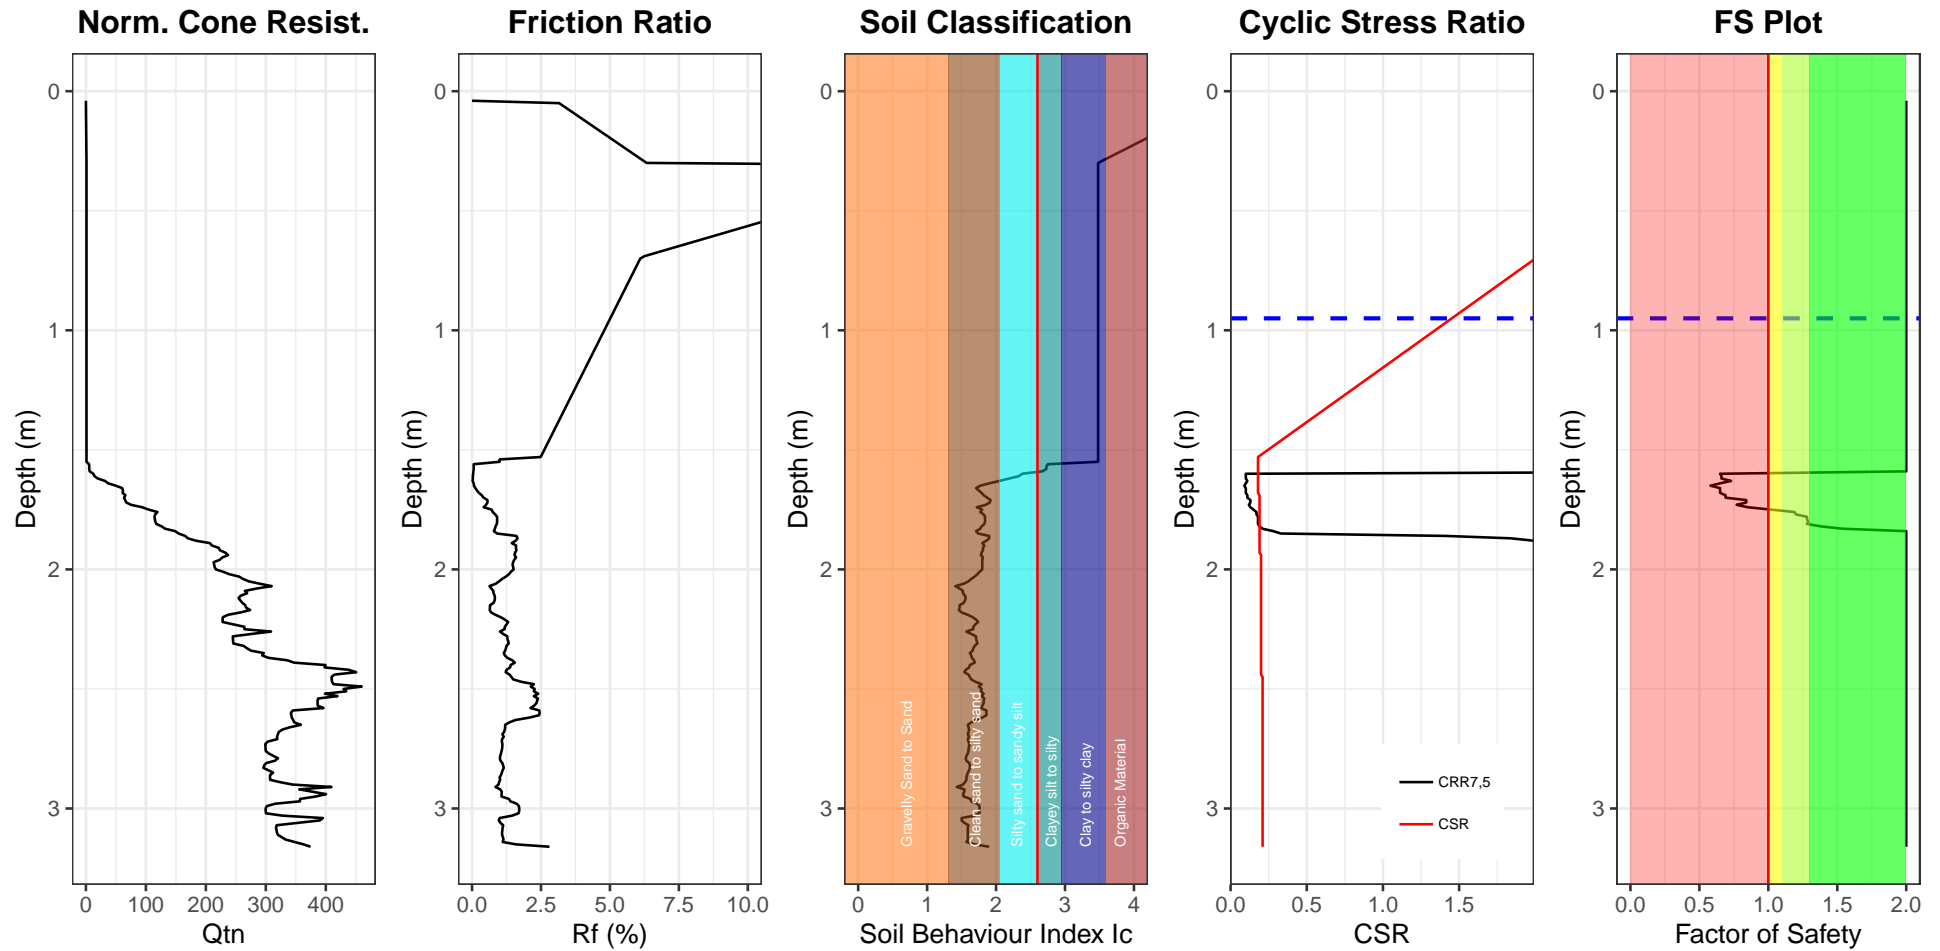 Norm. Cone Resist.
Friction Ratio
Soil Classification
Cyclic Stress Ratio
FS Plot
0
1
2
3
Depth (m)
0
100
200
300
400
Qtn
0
1
2
3
Depth (m)
0.0
2.5
5.0
7.5
10.0
Rf (%)
0
1
2
3
Depth (m)
Gravelly Sand to Sand
Clean sand to silty sand
Silty sand to sandy silt
Clayey silt to silty
Clay to silty clay
Organic Material
0
1
2
3
4
Soil Behaviour Index Ic
0
1
2
3
Depth (m)
CRR7,5
CSR
0.0
0.5
1.0
1.5
CSR
0
1
2
3
Depth (m)
0.0
0.5
1.0
1.5
2.0
Factor of Safety